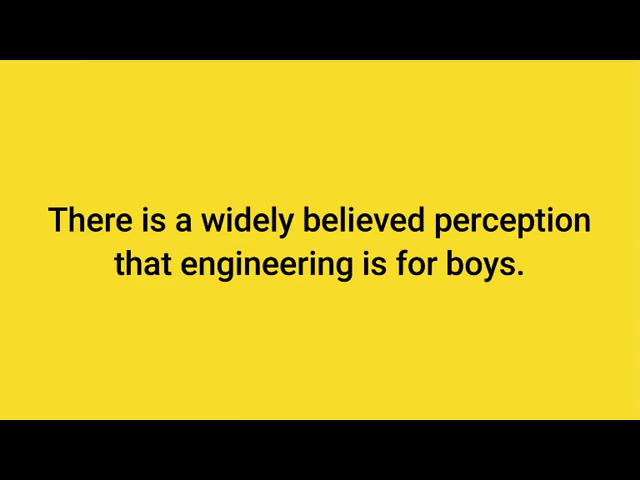 There is a widely believed perception
that engineering is for boys.